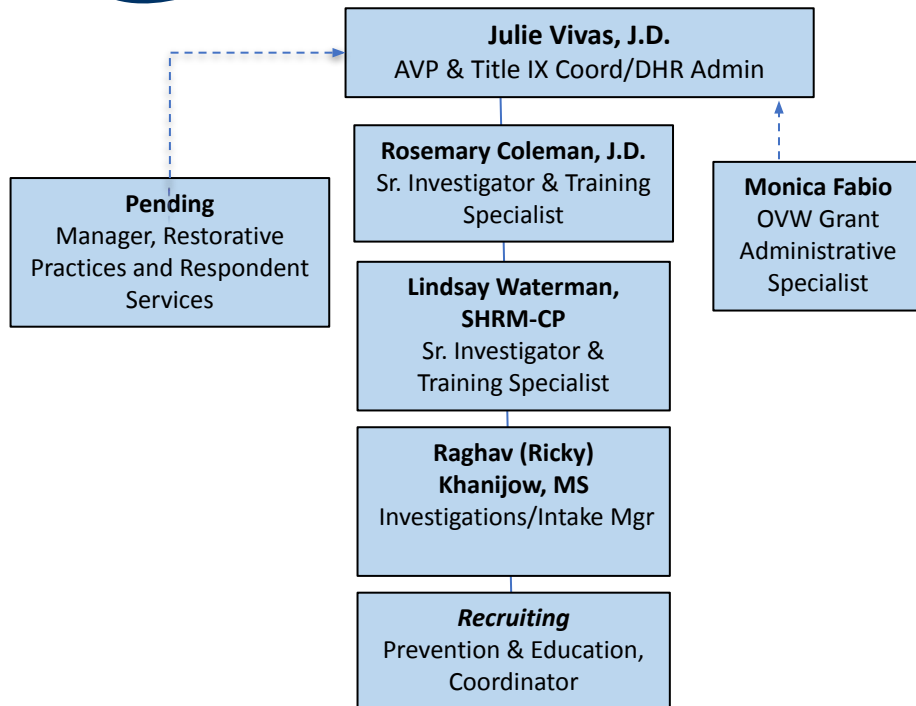 Julie Vivas, J.D.
AVP & Title IX Coord/DHR Admin
Rosemary Coleman, J.D.
Sr. Investigator & Training
Specialist
Pending
Manager, Restorative
Practices and Respondent
Services
Monica Fabio
OVW Grant
Administrative
Specialist
Lindsay Waterman,
SHRM-CP
Sr. Investigator &
Training Specialist
Raghav (Ricky)
Khanijow, MS
Investigations/Intake Mgr
Recruiting
Prevention & Education,
Coordinator